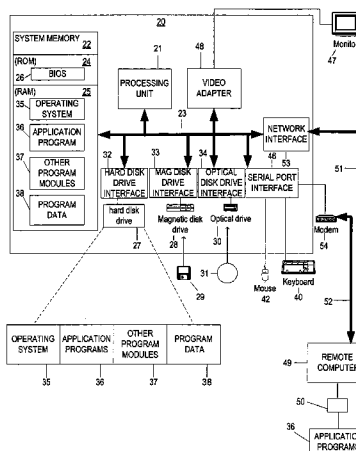 20
SYSTEM MEMORY
22
(ROM) 24
26 BIOS
(RAM) 25
35 OPERATING SYSTEM
36 APPLICATION PROGRAM
37 OTHER PROGRAM MODULES
38 PROGRAM DATA
21
PROCESSING UNIT
48
VIDEO ADAPTER
Monito
47
23
NETWORK INTERFACE
53
51
32
HARD DISK DRIVE INTERFACE
33
MAG DISK DRIVE INTERFACE
34
OPTICAL DISK DRIVE INTERFACE
46
SERIAL PORT INTERFACE
hard disk drive
27
Magnetic disk drive
28
29
Optical drive
30
31
Mouse
42
Keyboard
40
Modem
54
52
OPERATING SYSTEM
35
APPLICATION PROGRAMS
36
OTHER PROGRAM MODULES
37
PROGRAM DATA
38
REMOTE COMPUTER
49
50
36
APPLICATIO
PROGRAMS